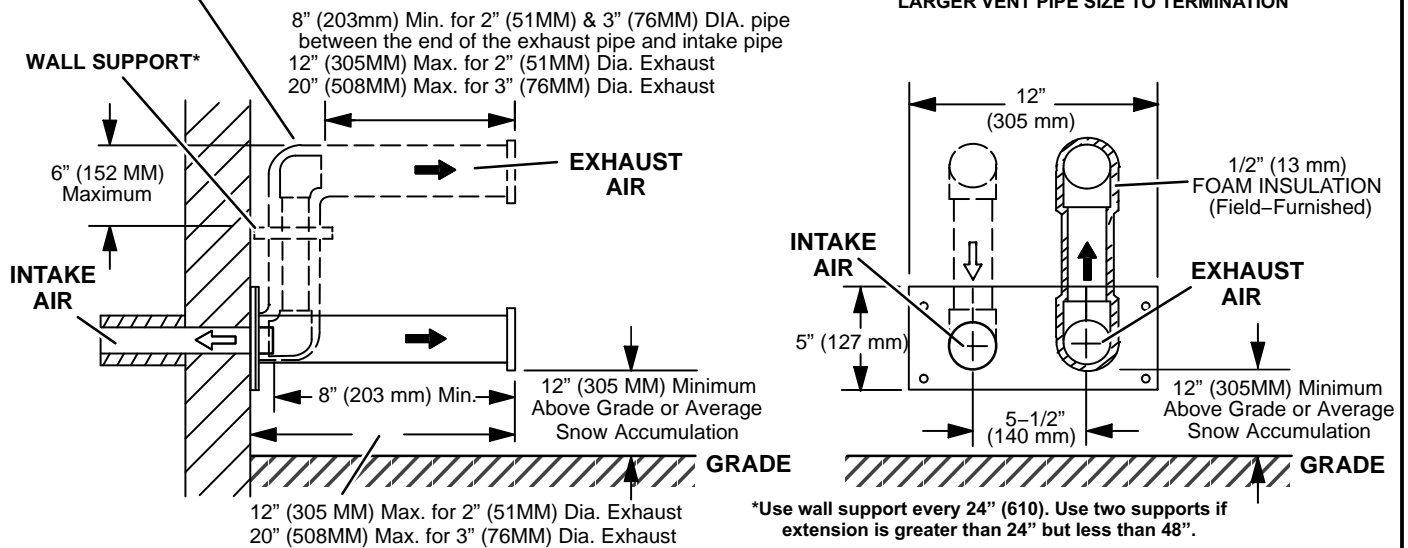 LARGER VENT PIPE SIZE TO TERMINATION
8” (203mm) Min. for 2” (51MM) & 3” (76MM) DIA. pipe
between the end of the exhaust pipe and intake pipe
12” (305MM) Max. for 2” (51MM) Dia. Exhaust
20” (508MM) Max. for 3” (76MM) Dia. Exhaust
WALL SUPPORT*
6” (152 MM)
Maximum
EXHAUST
AIR
INTAKE
AIR
8” (203 mm) Min.
12” (305 MM) Minimum
Above Grade or Average
Snow Accumulation
GRADE
12” (305 MM) Max. for 2” (51MM) Dia. Exhaust
20” (508MM) Max. for 3” (76MM) Dia. Exhaust
12”
(305 mm)
1/2” (13 mm)
FOAM INSULATION
(Field–Furnished)
INTAKE
AIR
EXHAUST
AIR
5” (127 mm)
5–1/2”
(140 mm)
12” (305MM) Minimum
Above Grade or Average
Snow Accumulation
GRADE
*Use wall support every 24” (610). Use two supports if
extension is greater than 24” but less than 48”.